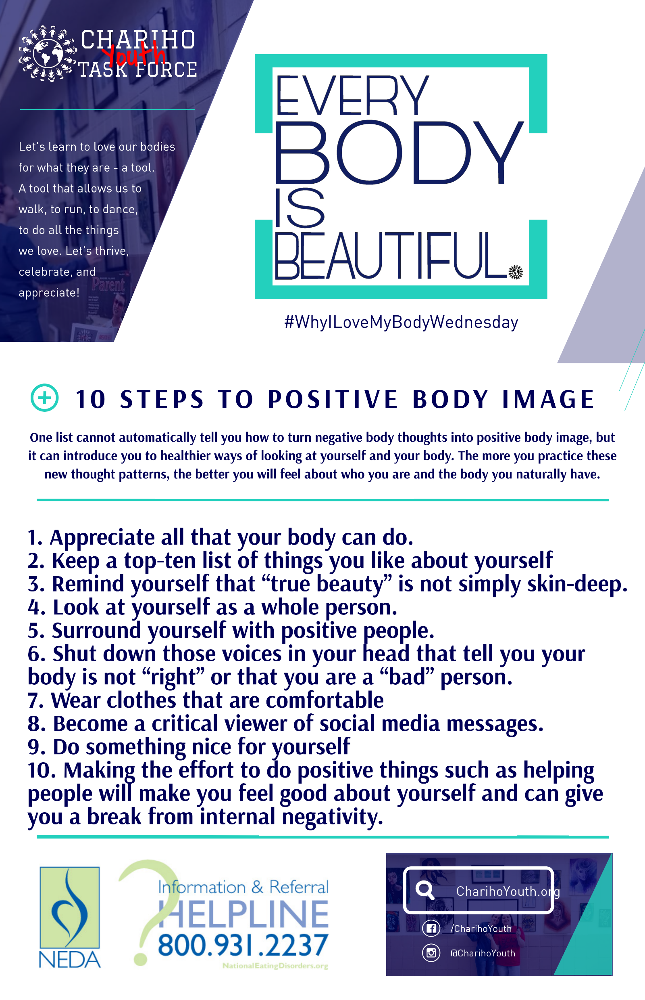 CHARIHO
Youth
TASK FORCE
Let's learn to love our bodies
for what they are - a tool.
A tool that allows us to
walk, to run, to dance,
to do all the things
we love. Let's thrive,
celebrate, and
appreciate!
Parent
EVERY
BODY
IS
BEAUTIFUL.
#WhyILoveMyBodyWednesday
10 STEPS TO POSITIVE BODY IMAGE
One list cannot automatically tell you how to turn negative body thoughts into positive body image, but
it can introduce you to healthier ways of looking at yourself and your body. The more you practice these
new thought patterns, the better you will feel about who you are and the body you naturally have.
1. Appreciate all that your body can do.
2. Keep a top-ten list of things you like about yourself
3. Remind yourself that “true beauty” is not simply skin-deep.
4. Look at yourself as a whole person.
5. Surround yourself with positive people.
6. Shut down those voices in your head that tell you your
body is not “right” or that you are a “bad” person.
7. Wear clothes that are comfortable
8. Become a critical viewer of social media messages.
9. Do something nice for yourself
10. Making the effort to do positive things such as helping
people will make you feel good about yourself and can give
you a break from internal negativity.
NEDA
?
Information & Referral
HELPLINE
800.931.2237
NationalEatingDisorders.org
CharihoYouth.org
/CharihoYouth
@CharihoYouth